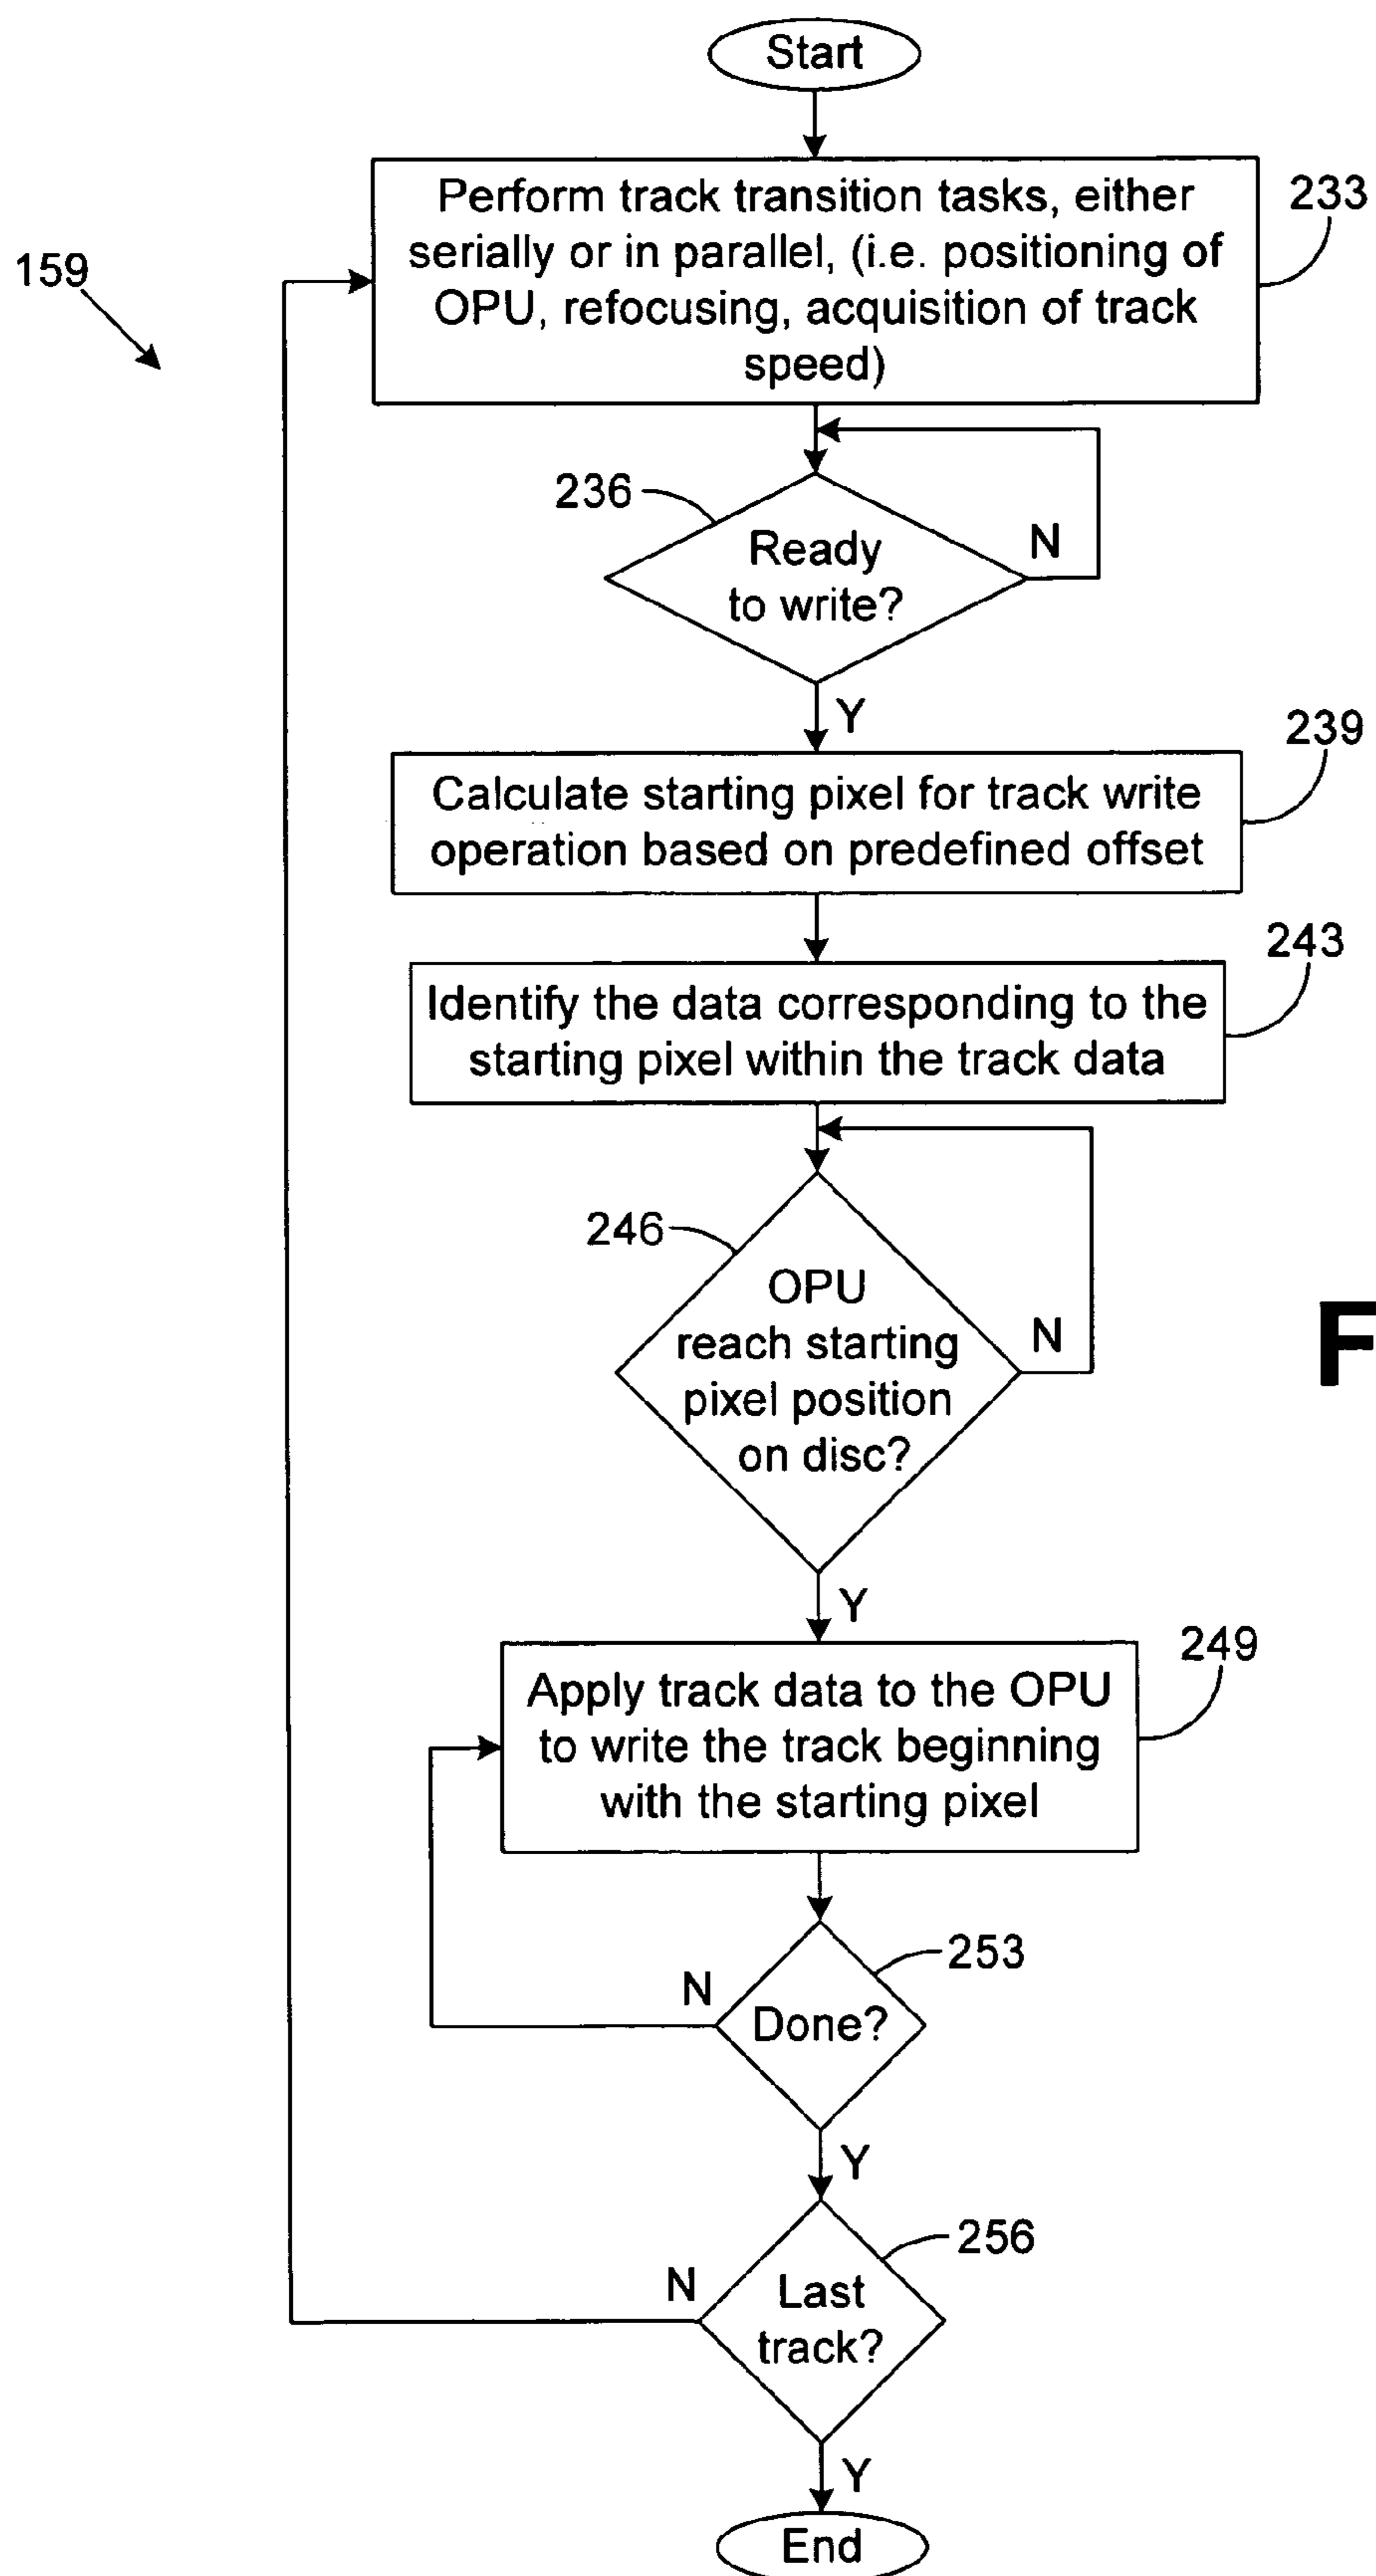 Start
Perform track transition tasks, either
serially or in parallel, (i.e. positioning of
OPU, refocusing, acquisition of track
speed)
233
159
236
Ready
to write?
N
Y
239
Calculate starting pixel for track write
operation based on predefined offset
243
Identify the data corresponding to the
starting pixel within the track data
246
OPU
reach starting
pixel position
on disc?
N
F
Y
249
Apply track data to the OPU
to write the track beginning
with the starting pixel
253
N
Done?
Y
256
N
Last
track?
Y
End